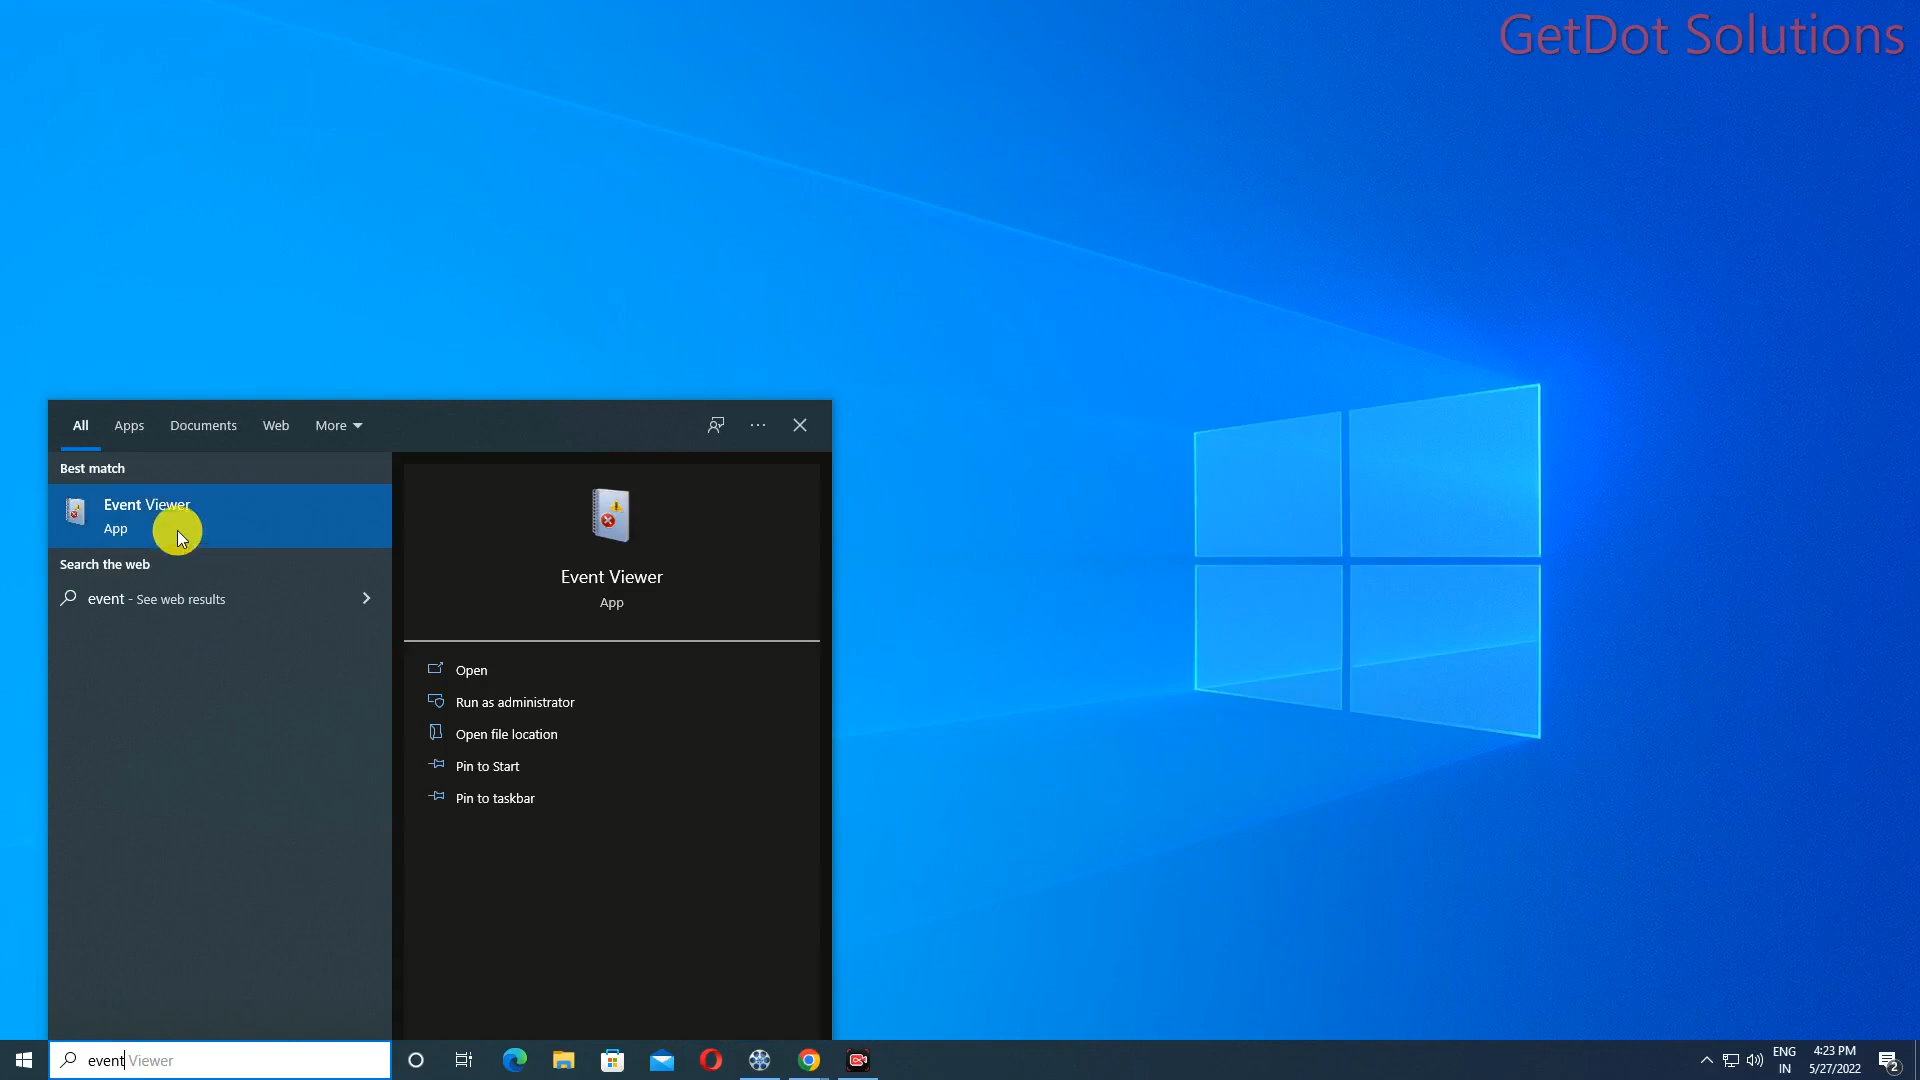 GetDot Solutions
All Apps Documents Web More
Best match
Event Viewer
App
Search the web
event - See web results
Event Viewer
App
Open
Run as administrator
Open file location
Pin to Start
Pin to taskbar
event Viewer
ENG
IN
4:23 PM
5/27/2022
2